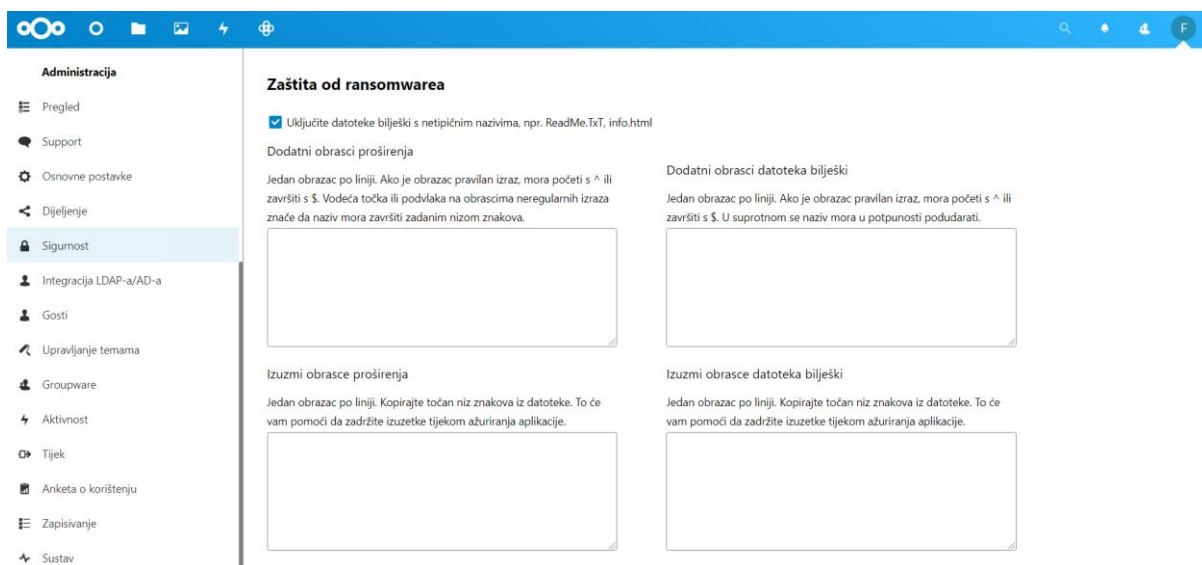 F
Administracija
Pregled
Support
Osnovne postavke
Dijeljenje
Sigurnost
Integracija LDAP-a/AD-a
Gosti
Upravljanje temama
Groupware
Aktivnost
Tijek
Anketa o korištenju
Zapisivanje
Sustav
Zaštita od ransomwarea
Uključite datoteke bilješki s netipičnim nazivima, npr. ReadMe.TxT, info.html
Dodatni obrasci proširenja
Jedan obrazac po liniji. Ako je obrazac pravilan izraz, mora početi s ^ ili
završiti s $. Vodeća točka ili podvlaka na obrascima neregularnih izraza
znače da naziv mora završiti zadanim nizom znakova.
Dodatni obrasci datoteka bilješki
Jedan obrazac po liniji. Ako je obrazac pravilan izraz, mora početi s ^ ili
završiti s $. U suprotnom se naziv mora u potpunosti podudarati.
Izuzmi obrasce proširenja
Jedan obrazac po liniji. Kopirajte točan niz znakova iz datoteke. To će
vam pomoći da zadržite izuzetke tijekom ažuriranja aplikacije.
Izuzmi obrasce datoteka bilješki
Jedan obrazac po liniji. Kopirajte točan niz znakova iz datoteke. To će
vam pomoći da zadržite izuzetke tijekom ažuriranja aplikacije.